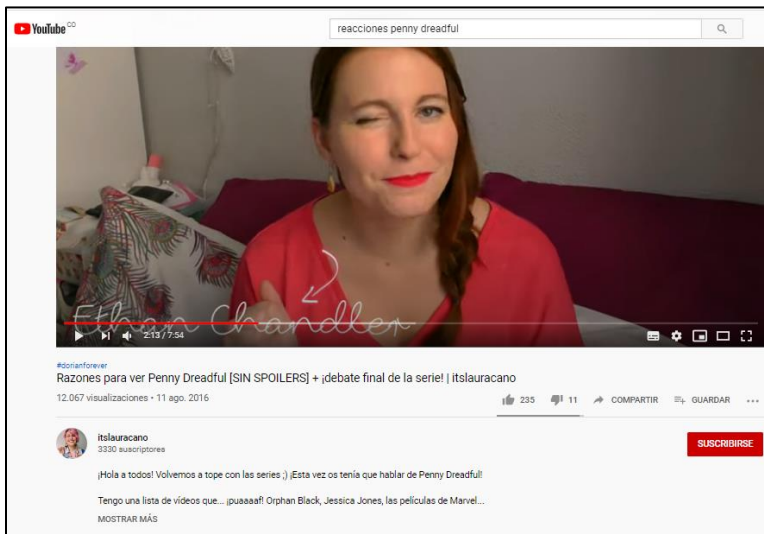 YouTube CO
reacciones penny dreadful
Ethan Chandler
2:13 / 7:54
#dorianforever
Razones para ver Penny Dreadful [SIN SPOILERS] + ¡debate final de la serie! | itslauracano
12.067 visualizaciones • 11 ago. 2016
235 11 COMPARTIR GUARDAR
itslauracano
3330 suscriptores
SUSCRIBIRSE
¡Hola a todos! Volvemos a tope con las series ;) ¡Esta vez os tenía que hablar de Penny Dreadful!
Tengo una lista de vídeos que... ¡puaaaaf! Orphan Black, Jessica Jones, las películas de Marvel...
MOSTRAR MÁS